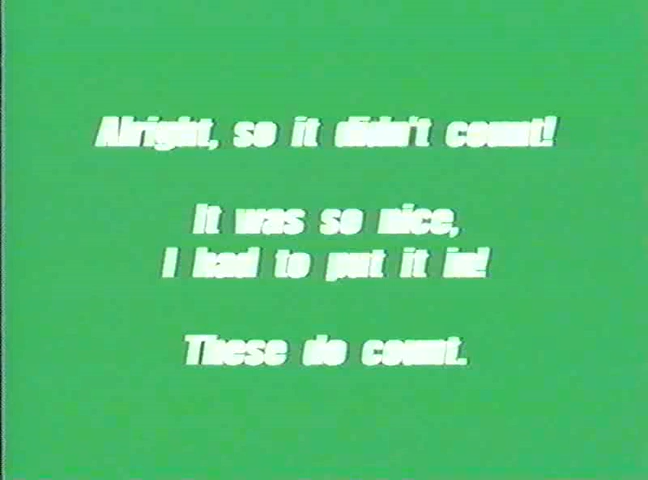 Alright, so it didn't count!
It was so nice,
I had to put it in!
These do count.